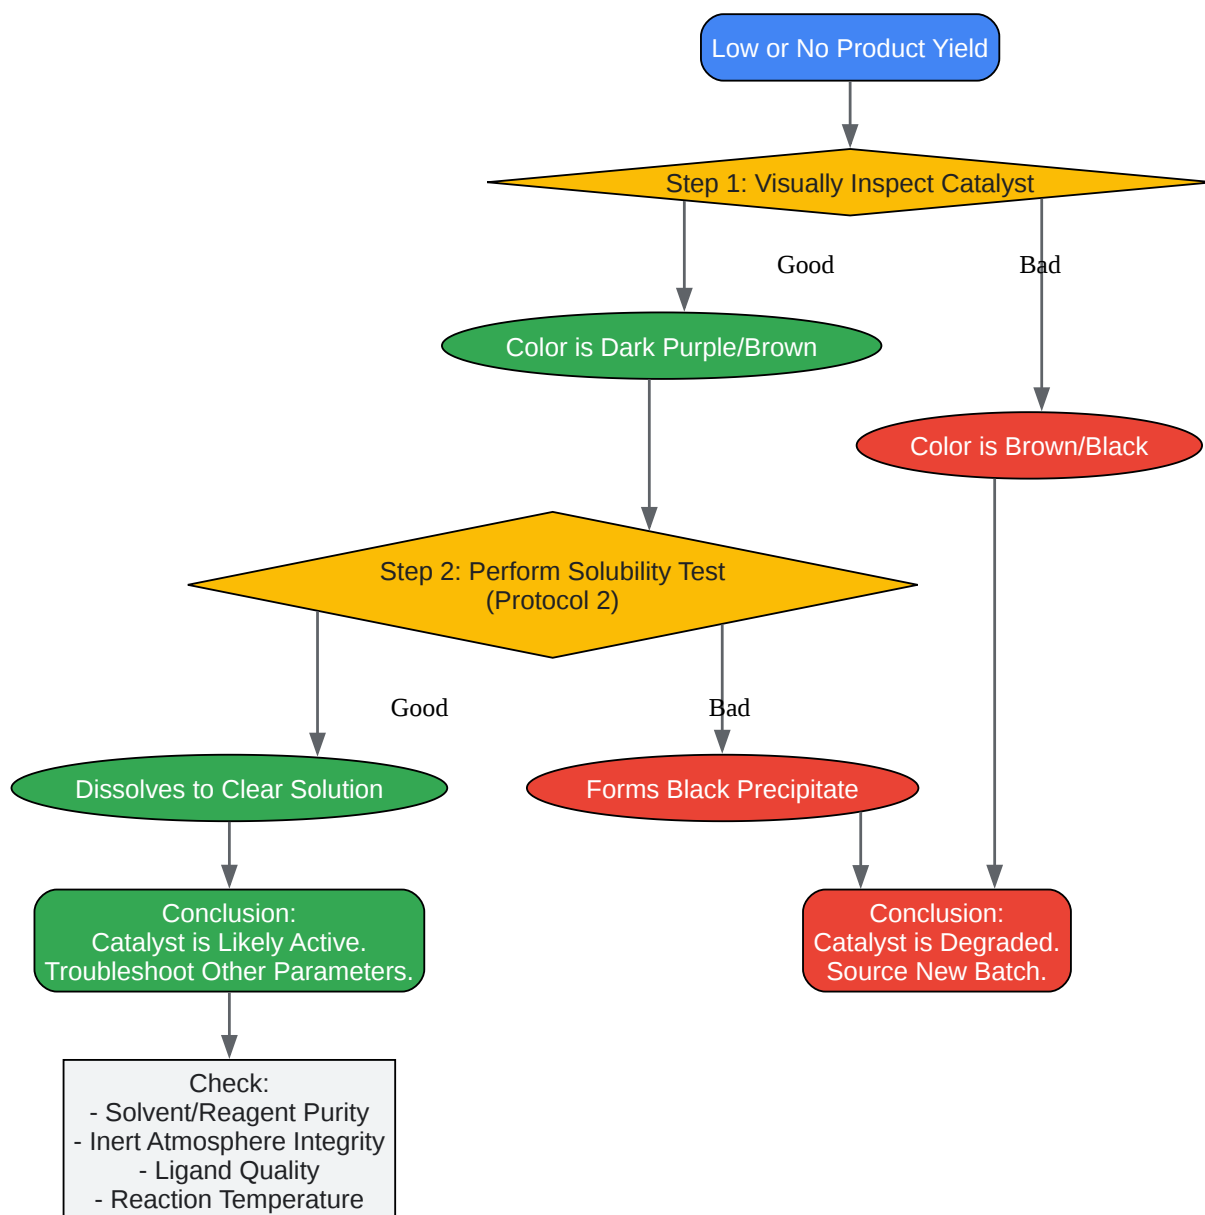 Low or No Product Yield
Step 1: Visually Inspect Catalyst
Good
Bad
Color is Dark Purple/Brown
Color is Brown/Black
Step 2: Perform Solubility Test
(Protocol 2)
Good
Bad
Dissolves to Clear Solution
Forms Black Precipitate
Conclusion:
Catalyst is Likely Active.
Troubleshoot Other Parameters.
Conclusion:
Catalyst is Degraded.
Source New Batch.
Check:
- Solvent/Reagent Purity
- Inert Atmosphere Integrity
- Ligand Quality
- Reaction Temperature